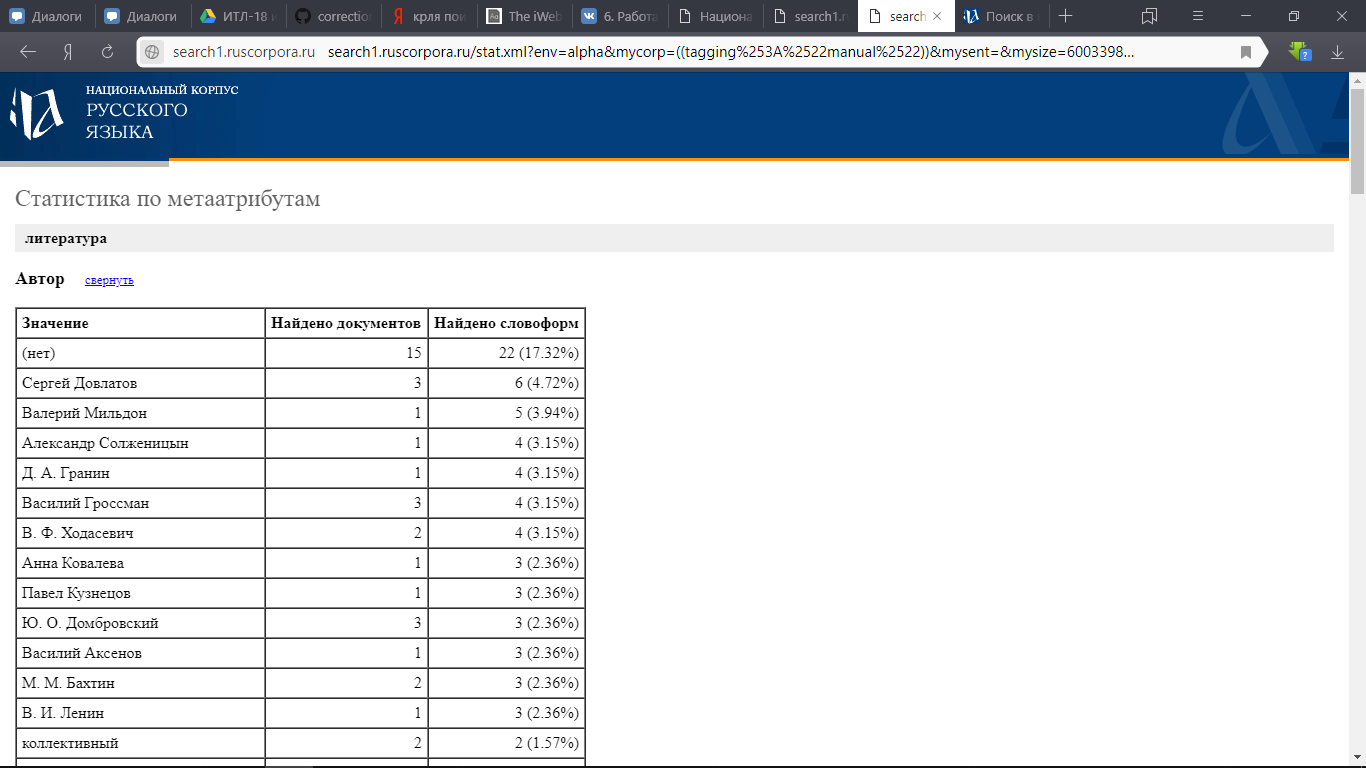 Диалоги
Диалоги
ИТЛ-18 и
correction
крля пои
The iWeb
6. Работа
Национа
search1.r
search
Поиск в
search1.ruscorpora.ru search1.ruscorpora.ru/stat.xml?env=alpha&mycorp=((tagging%253A%2522manual%2522))&mysent=&mysize=6003398...
НАЦИОНАЛЬНЫЙ КОРПУС
РУССКОГО
ЯЗЫКА
Статистика по метаатрибутам
литература
Автор свернуть
Значение Найдено документов Найдено словоформ
(нет) 15 22 (17.32%)
Сергей Довлатов 3 6 (4.72%)
Валерий Мильдон 1 5 (3.94%)
Александр Солженицын 1 4 (3.15%)
Д. А. Гранин 1 4 (3.15%)
Василий Гроссман 3 4 (3.15%)
В. Ф. Ходасевич 2 4 (3.15%)
Анна Ковалева 1 3 (2.36%)
Павел Кузнецов 1 3 (2.36%)
Ю. О. Домбровский 3 3 (2.36%)
Василий Аксенов 1 3 (2.36%)
М. М. Бахтин 2 3 (2.36%)
В. И. Ленин 1 3 (2.36%)
коллективный 2 2 (1.57%)